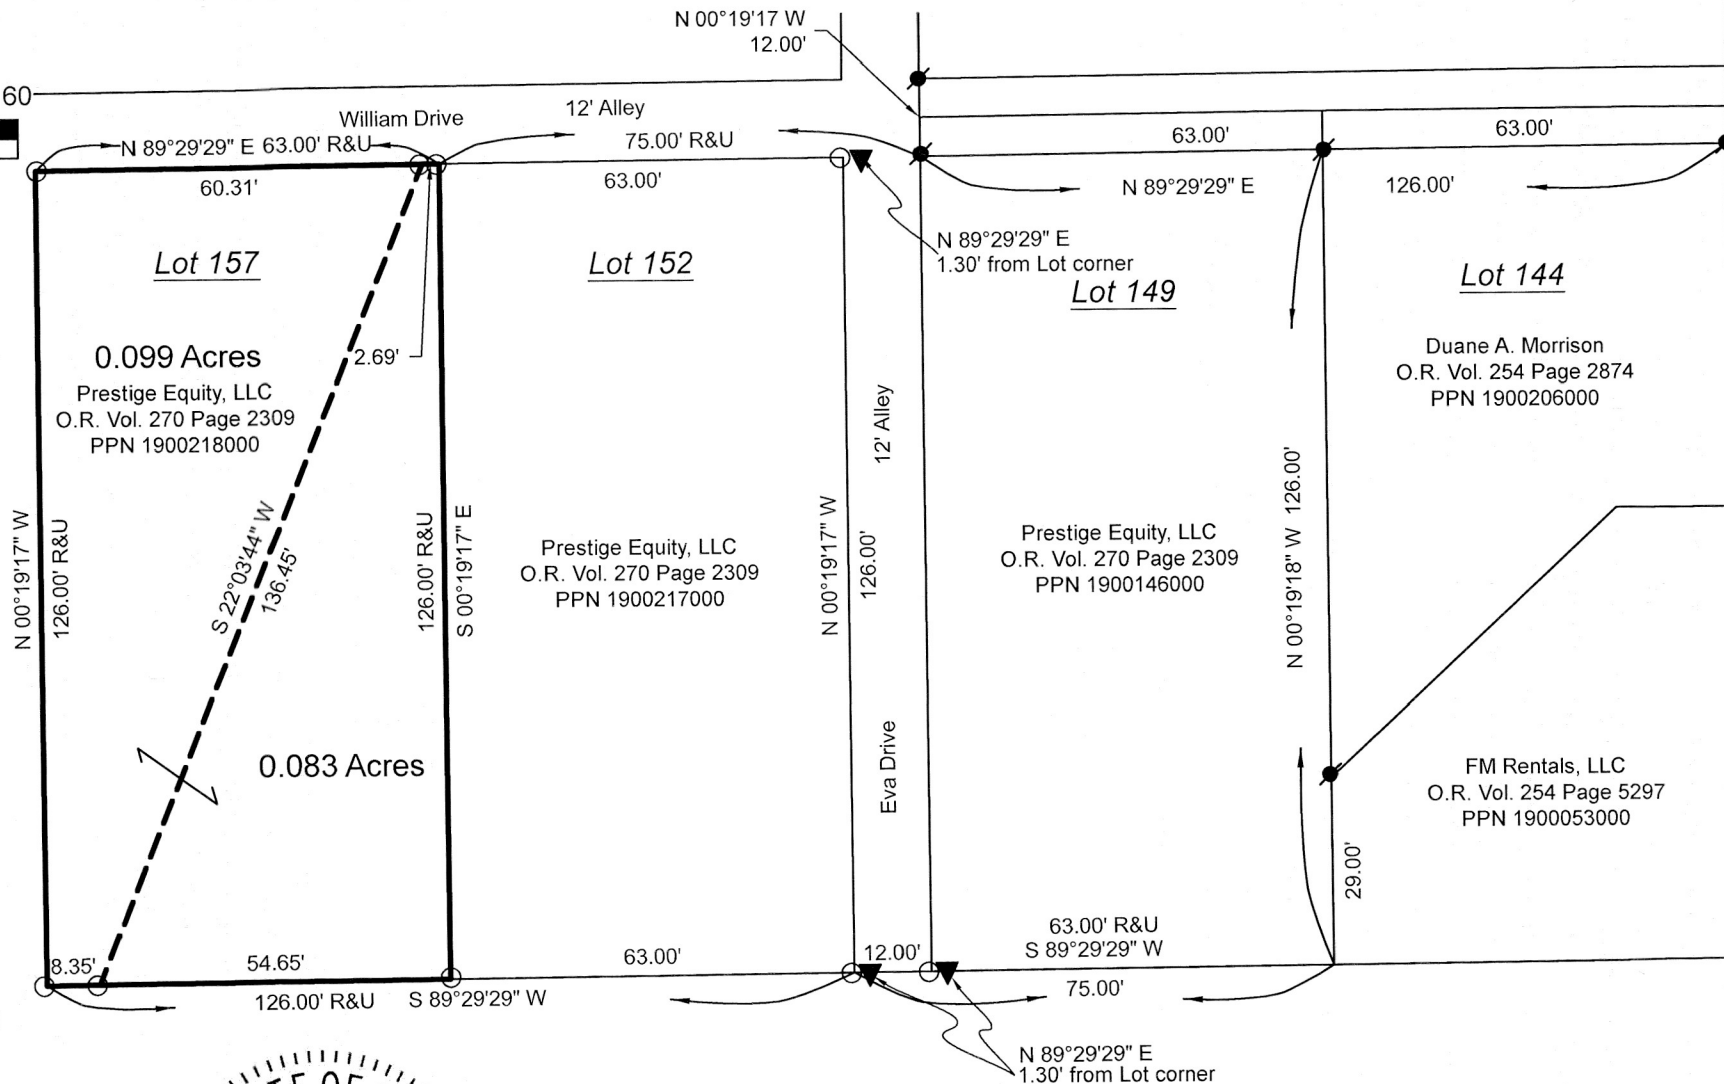 N 00°19'17 W
12.00'
60
William Drive
12' Alley
N 89°29'29" E 63.00' R&U
75.00' R&U
63.00'
63.00'
60.31'
63.00'
N 89°29'29" E
126.00'
N 89°29'29" E
1.30' from Lot corner
Lot 157
Lot 152
Lot 149
Lot 144
0.099 Acres
Prestige Equity, LLC
O.R. Vol. 270 Page 2309
PPN 1900218000
2.69'
12' Alley
Duane A. Morrison
O.R. Vol. 254 Page 2874
PPN 1900206000
N 00°19'17" W
126.00' R&U
S 22°03'44" W
136.45'
126.00' R&U
S 00°19'17" E
Prestige Equity, LLC
O.R. Vol. 270 Page 2309
PPN 1900217000
N 00°19'17" W
126.00'
Prestige Equity, LLC
O.R. Vol. 270 Page 2309
PPN 1900146000
N 00°19'18" W 126.00'
0.083 Acres
Eva Drive
FM Rentals, LLC
O.R. Vol. 254 Page 5297
PPN 1900053000
29.00'
8.35'
54.65'
63.00'
12.00'
63.00' R&U
S 89°29'29" W
126.00' R&U
S 89°29'29" W
75.00'
N 89°29'29" E
1.30' from Lot corner